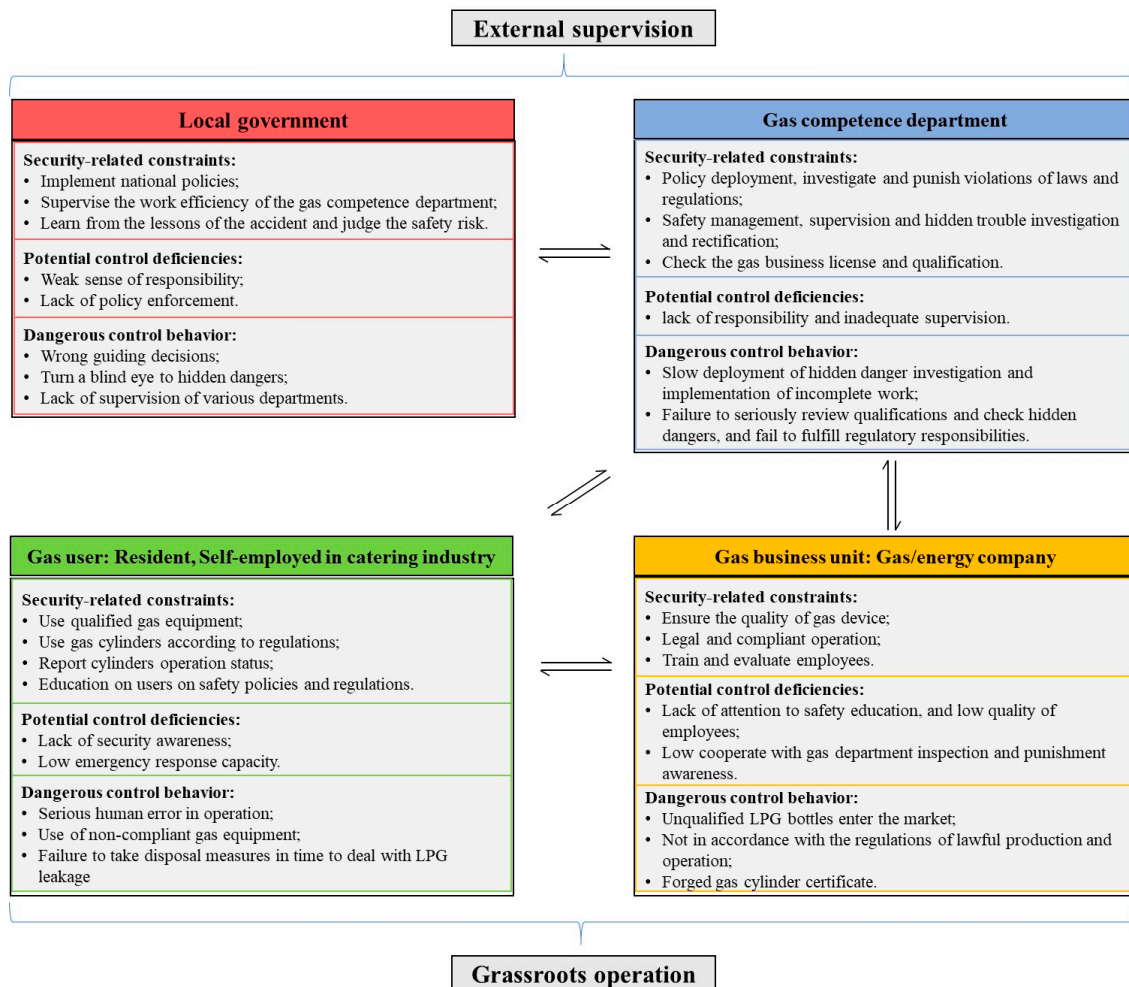 External supervision
Local government
Security-related constraints:
• Implement national policies;
• Supervise the work efficiency of the gas competence department;
• Learn from the lessons of the accident and judge the safety risk.
Potential control deficiencies:
• Weak sense of responsibility;
• Lack of policy enforcement.
Dangerous control behavior:
• Wrong guiding decisions;
• Turn a blind eye to hidden dangers;
• Lack of supervision of various departments.
Gas competence department
Security-related constraints:
• Policy deployment, investigate and punish violations of laws and
regulations;
• Safety management, supervision and hidden trouble investigation
and rectification;
• Check the gas business license and qualification.
Potential control deficiencies:
• lack of responsibility and inadequate supervision.
Dangerous control behavior:
• Slow deployment of hidden danger investigation and
implementation of incomplete work;
• Failure to seriously review qualifications and check hidden
dangers, and fail to fulfill regulatory responsibilities.
Gas user: Resident, Self-employed in catering industry
Security-related constraints:
• Use qualified gas equipment;
• Use gas cylinders according to regulations;
• Report cylinders operation status;
• Education on users on safety policies and regulations.
Potential control deficiencies:
• Lack of security awareness;
• Low emergency response capacity.
Dangerous control behavior:
• Serious human error in operation;
• Use of non-compliant gas equipment;
• Failure to take disposal measures in time to deal with LPG
leakage
Gas business unit: Gas/energy company
Security-related constraints:
• Ensure the quality of gas device;
• Legal and compliant operation;
• Train and evaluate employees.
Potential control deficiencies:
• Lack of attention to safety education, and low quality of
employees;
• Low cooperate with gas department inspection and punishment
awareness.
Dangerous control behavior:
• Unqualified LPG bottles enter the market;
• Not in accordance with the regulations of lawful production and
operation;
• Forged gas cylinder certificate.
Grassroots operation